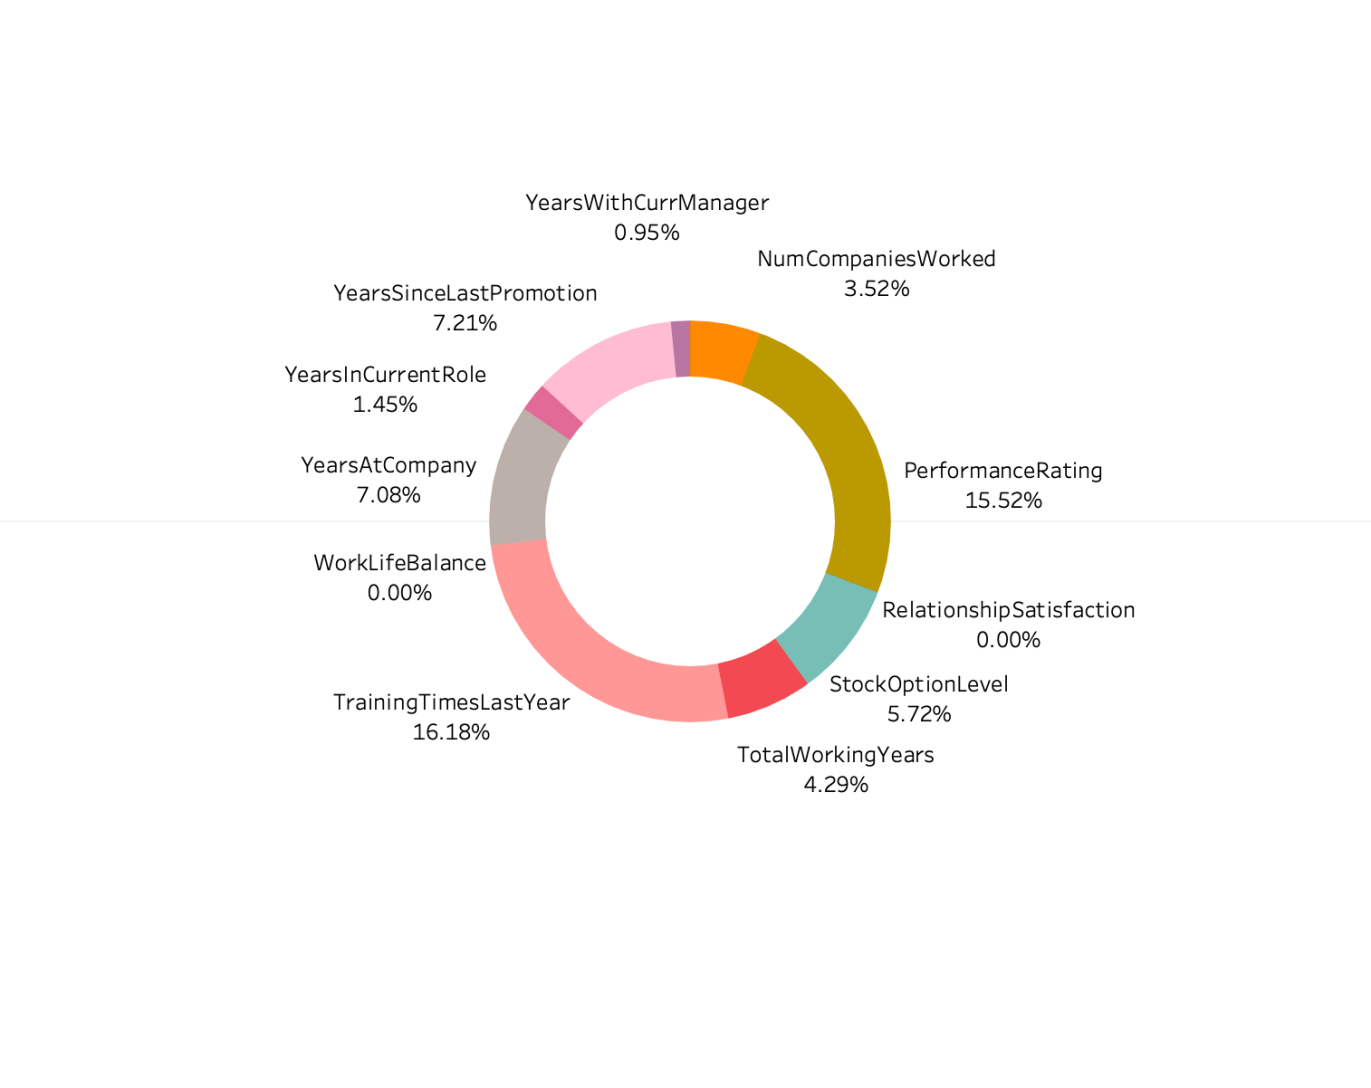 YearsWithCurrManager
0.95%
NumCompaniesWorked
3.52%
YearsSinceLastPromotion
7.21%
YearsInCurrentRole
1.45%
YearsAtCompany
7.08%
PerformanceRating
15.52%
WorkLifeBalance
0.00%
RelationshipSatisfaction
0.00%
StockOptionLevel
5.72%
TrainingTimesLastYear
16.18%
TotalWorkingYears
4.29%